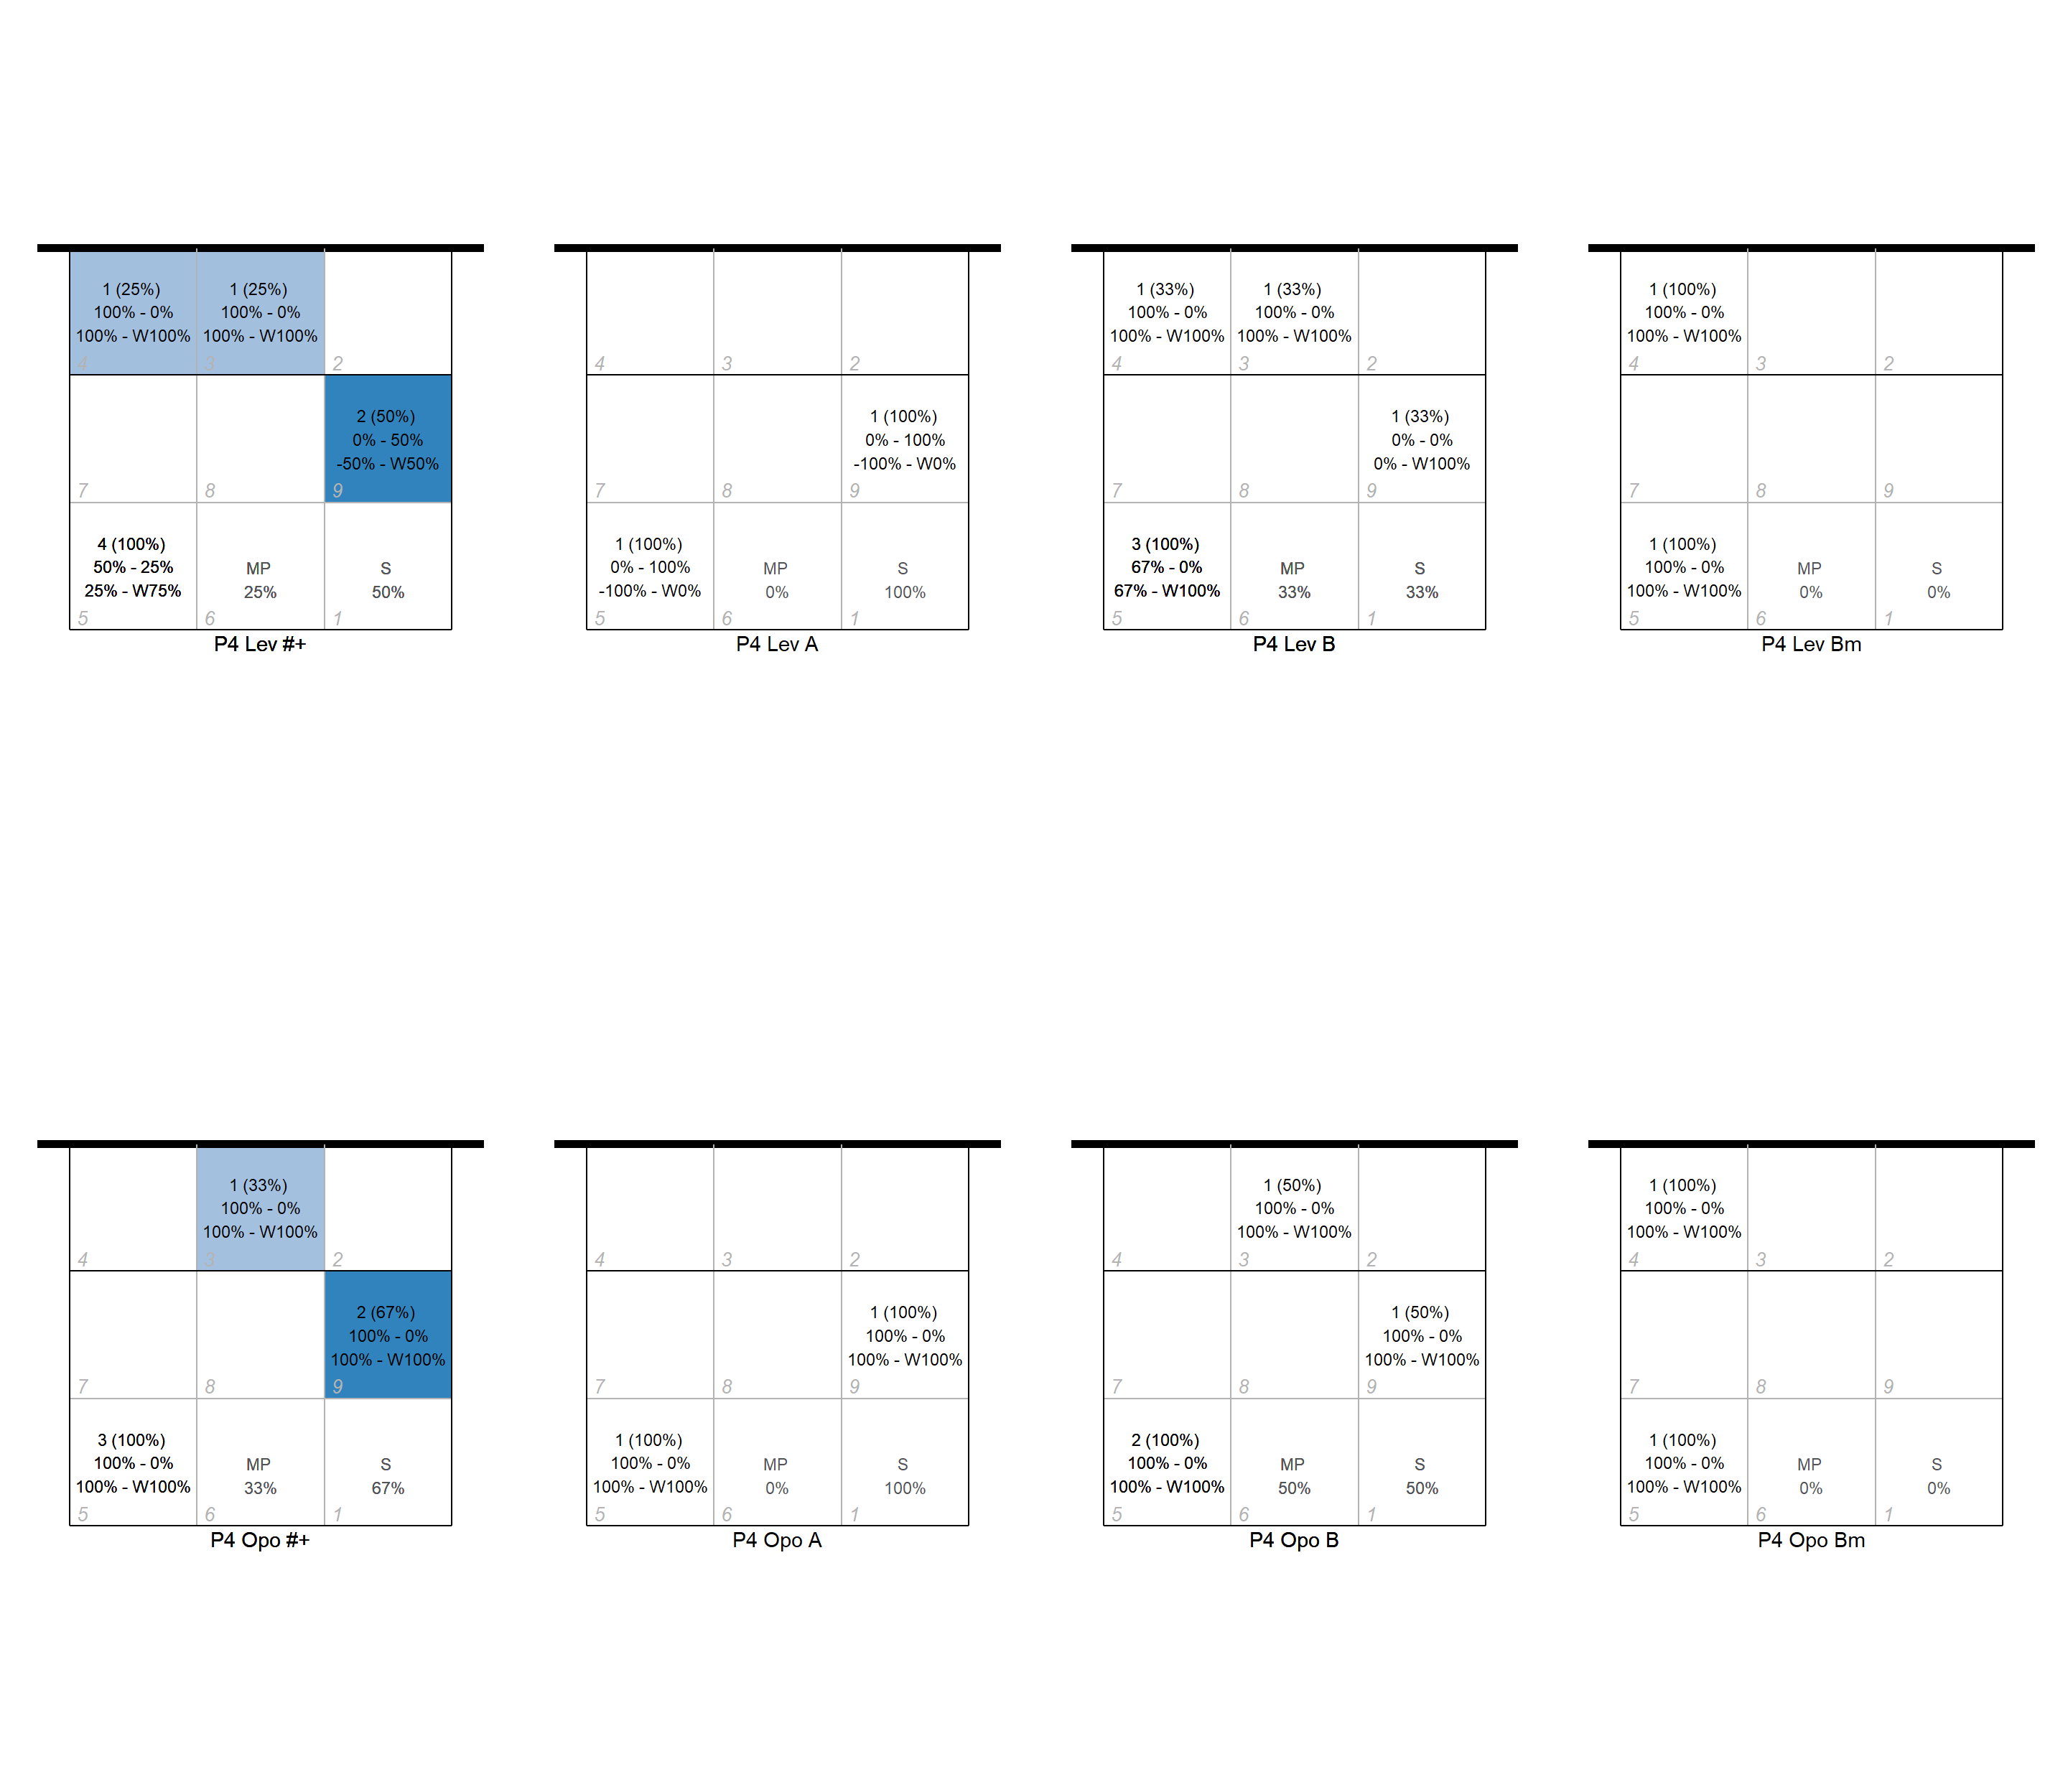 1 (25%)
100% - 0%
100% - W100%
4
1 (25%)
100% - 0%
100% - W100%
3
2
7
8
2 (50%)
0% - 50%
-50% - W50%
9
4 (100%)
50% - 25%
25% - W75%
5
MP
25%
6
S
50%
1
P4 Lev #+
4
3
2
7
8
1 (100%)
0% - 100%
-100% - W0%
9
1 (100%)
0% - 100%
-100% - W0%
5
MP
0%
6
S
100%
1
P4 Lev A
1 (33%)
100% - 0%
100% - W100%
4
1 (33%)
100% - 0%
100% - W100%
3
2
7
8
1 (33%)
0% - 0%
0% - W100%
9
3 (100%)
67% - 0%
67% - W100%
5
MP
33%
6
S
33%
1
P4 Lev B
1 (100%)
100% - 0%
100% - W100%
4
3
2
7
8
9
1 (100%)
100% - 0%
100% - W100%
5
MP
0%
6
S
0%
1
P4 Lev Bm
4
1 (33%)
100% - 0%
100% - W100%
3
2
7
8
2 (67%)
100% - 0%
100% - W100%
9
3 (100%)
100% - 0%
100% - W100%
5
MP
33%
6
S
67%
1
P4 Opo #+
4
3
2
7
8
1 (100%)
100% - 0%
100% - W100%
9
1 (100%)
100% - 0%
100% - W100%
5
MP
0%
6
S
100%
1
P4 Opo A
4
1 (50%)
100% - 0%
100% - W100%
3
2
7
8
1 (50%)
100% - 0%
100% - W100%
9
2 (100%)
100% - 0%
100% - W100%
5
MP
50%
6
S
50%
1
P4 Opo B
1 (100%)
100% - 0%
100% - W100%
4
3
2
7
8
9
1 (100%)
100% - 0%
100% - W100%
5
MP
0%
6
S
0%
1
P4 Opo Bm